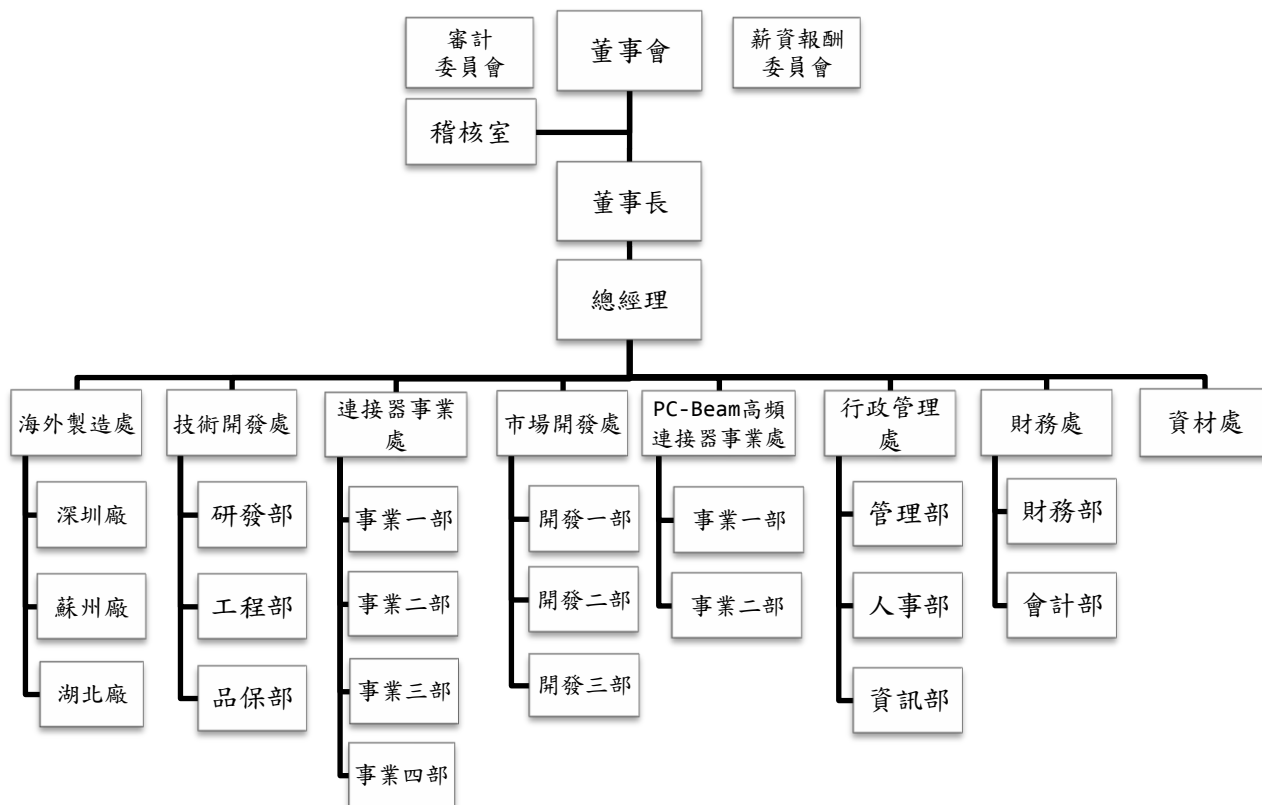 審計
委員會
董事會
薪資報酬
委員會
稽核室
董事長
總經理
海外製造處
技術開發處
連接器事業
處
市場開發處
PC-Beam高頻
連接器事業處
行政管理
處
財務處
資材處
深圳廠
研發部
事業一部
開發一部
事業一部
管理部
財務部
蘇州廠
工程部
事業二部
開發二部
事業二部
人事部
會計部
湖北廠
品保部
事業三部
開發三部
資訊部
事業四部